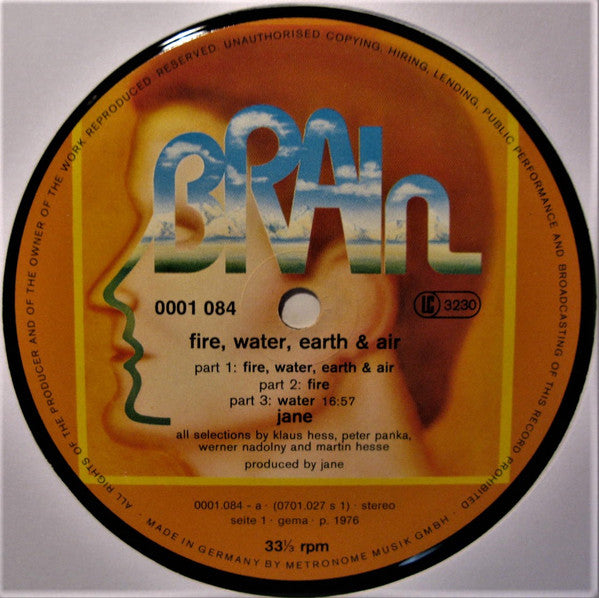 ALL RIGHTS OF THE PRODUCER AND OF THE OWNER OF THE WORK REPRODUCED RESERVED. UNAUTHORISED COPYING, HIRING, LENDING, PUBLIC PERFORMANCE AND BROADCASTING OF THIS RECORD PROHIBITED
BRAIn
0001 084
LC 3230
fire, water, earth & air
part 1: fire, water, earth & air
part 2: fire
part 3: water 16:57
jane
all selections by klaus hess, peter panka,
werner nadolny and martin hesse
produced by jane
0001.084 - a · (0701.027 s 1) · stereo
seite 1 · gema · p. 1976
33⅓ rpm
· MADE IN GERMANY BY METRONOME MUSIK GMBH ·